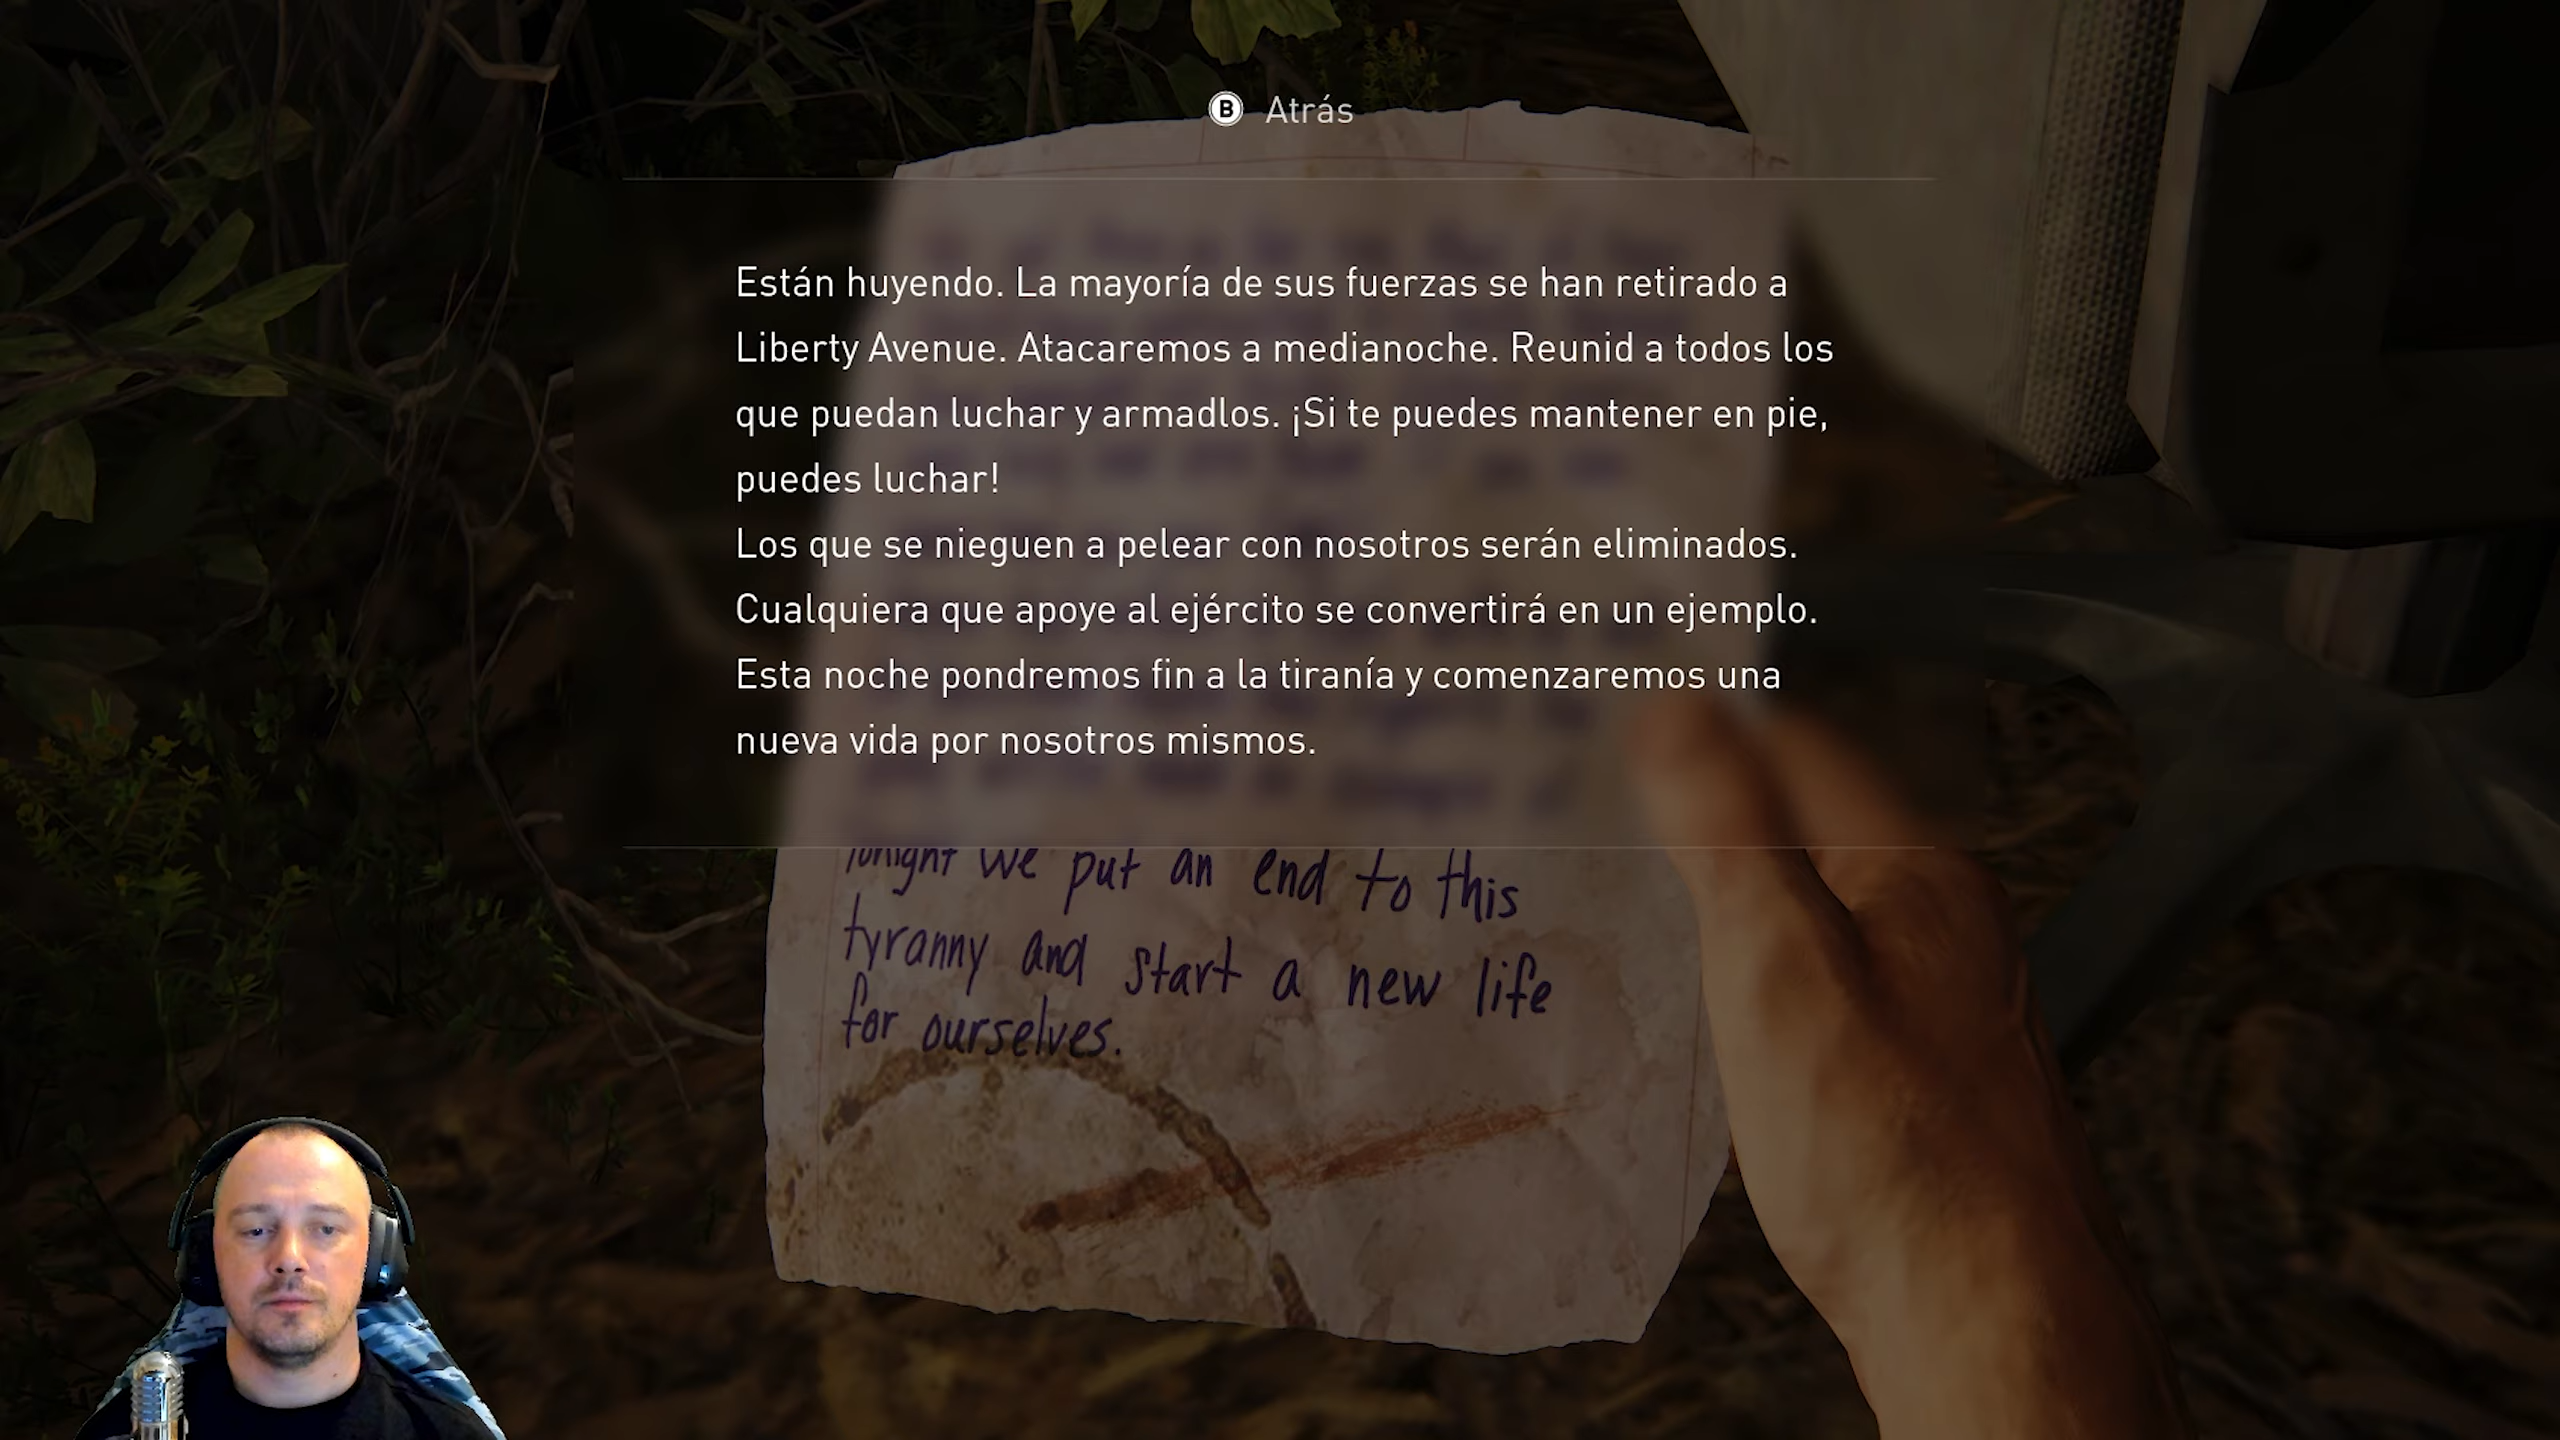 B Atrás
Están huyendo. La mayoría de sus fuerzas se han retirado a
Liberty Avenue. Atacaremos a medianoche. Reunid a todos los
que puedan luchar y armadlos. ¡Si te puedes mantener en pie,
puedes luchar!
Los que se nieguen a pelear con nosotros serán eliminados.
Cualquiera que apoye al ejército se convertirá en un ejemplo.
Esta noche pondremos fin a la tiranía y comenzaremos una
nueva vida por nosotros mismos.
Tonight we put an end to this
tyranny and start a new life
for ourselves.